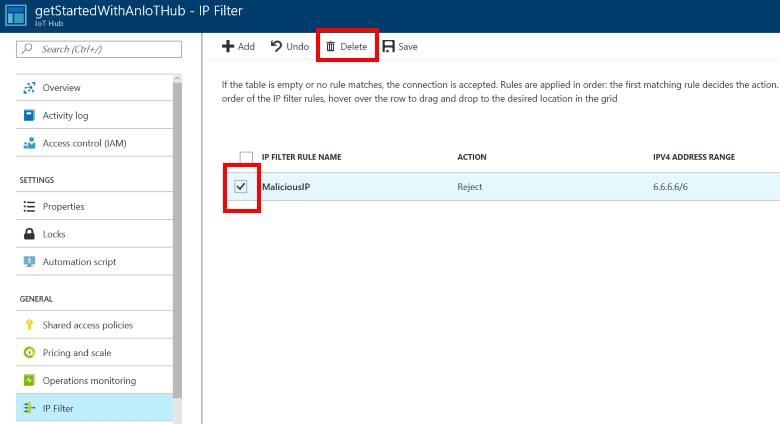 getStartedWithAnIoTHub - IP Filter
IoT Hub
Search (Ctrl+/)
Overview
Activity log
Access control (IAM)
SETTINGS
Properties
Locks
Automation script
GENERAL
Shared access policies
Pricing and scale
Operations monitoring
IP Filter
Add Undo Delete Save
If the table is empty or no rule matches, the connection is accepted. Rules are applied in order: the first matching rule decides the action.
order of the IP filter rules, hover over the row to drag and drop to the desired location in the grid
IP FILTER RULE NAME ACTION IPV4 ADDRESS RANGE
MaliciousIP Reject 6.6.6.6/6